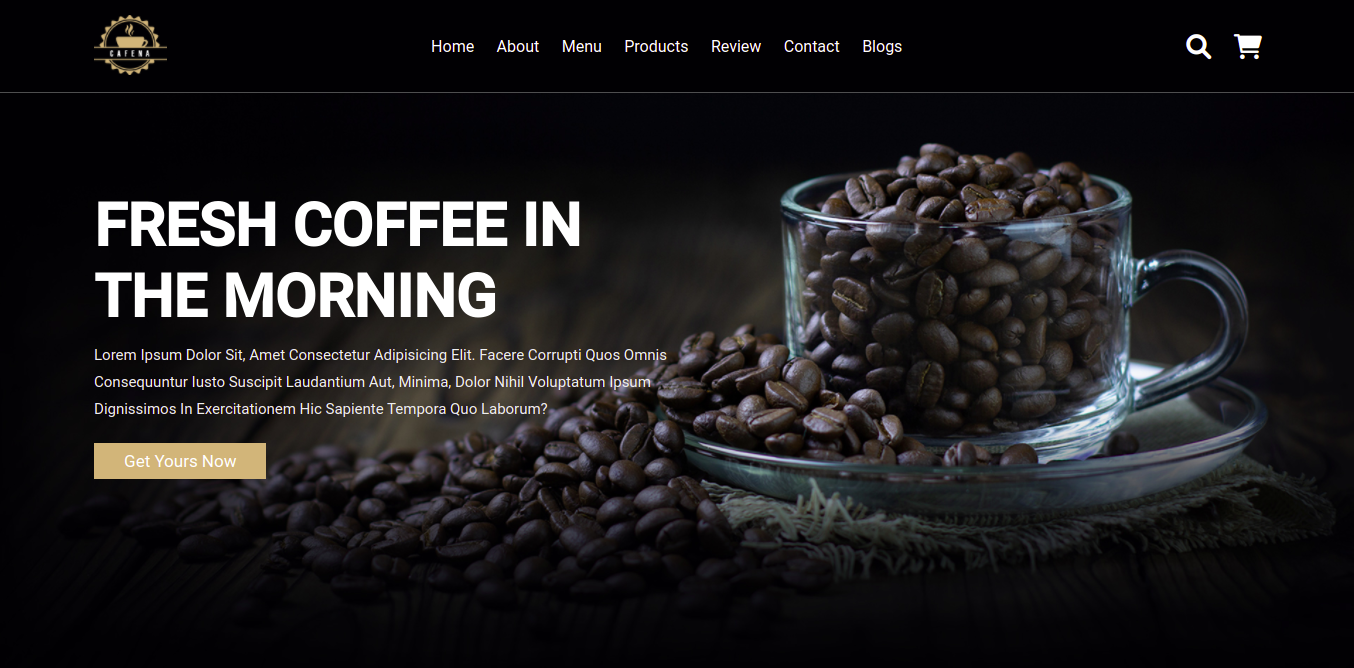 CAFENA
Home About Menu Products Review Contact Blogs
FRESH COFFEE IN
THE MORNING
Lorem Ipsum Dolor Sit, Amet Consectetur Adipisicing Elit. Facere Corrupti Quos Omnis
Consequuntur Iusto Suscipit Laudantium Aut, Minima, Dolor Nihil Voluptatum Ipsum
Dignissimos In Exercitationem Hic Sapiente Tempora Quo Laborum?
Get Yours Now